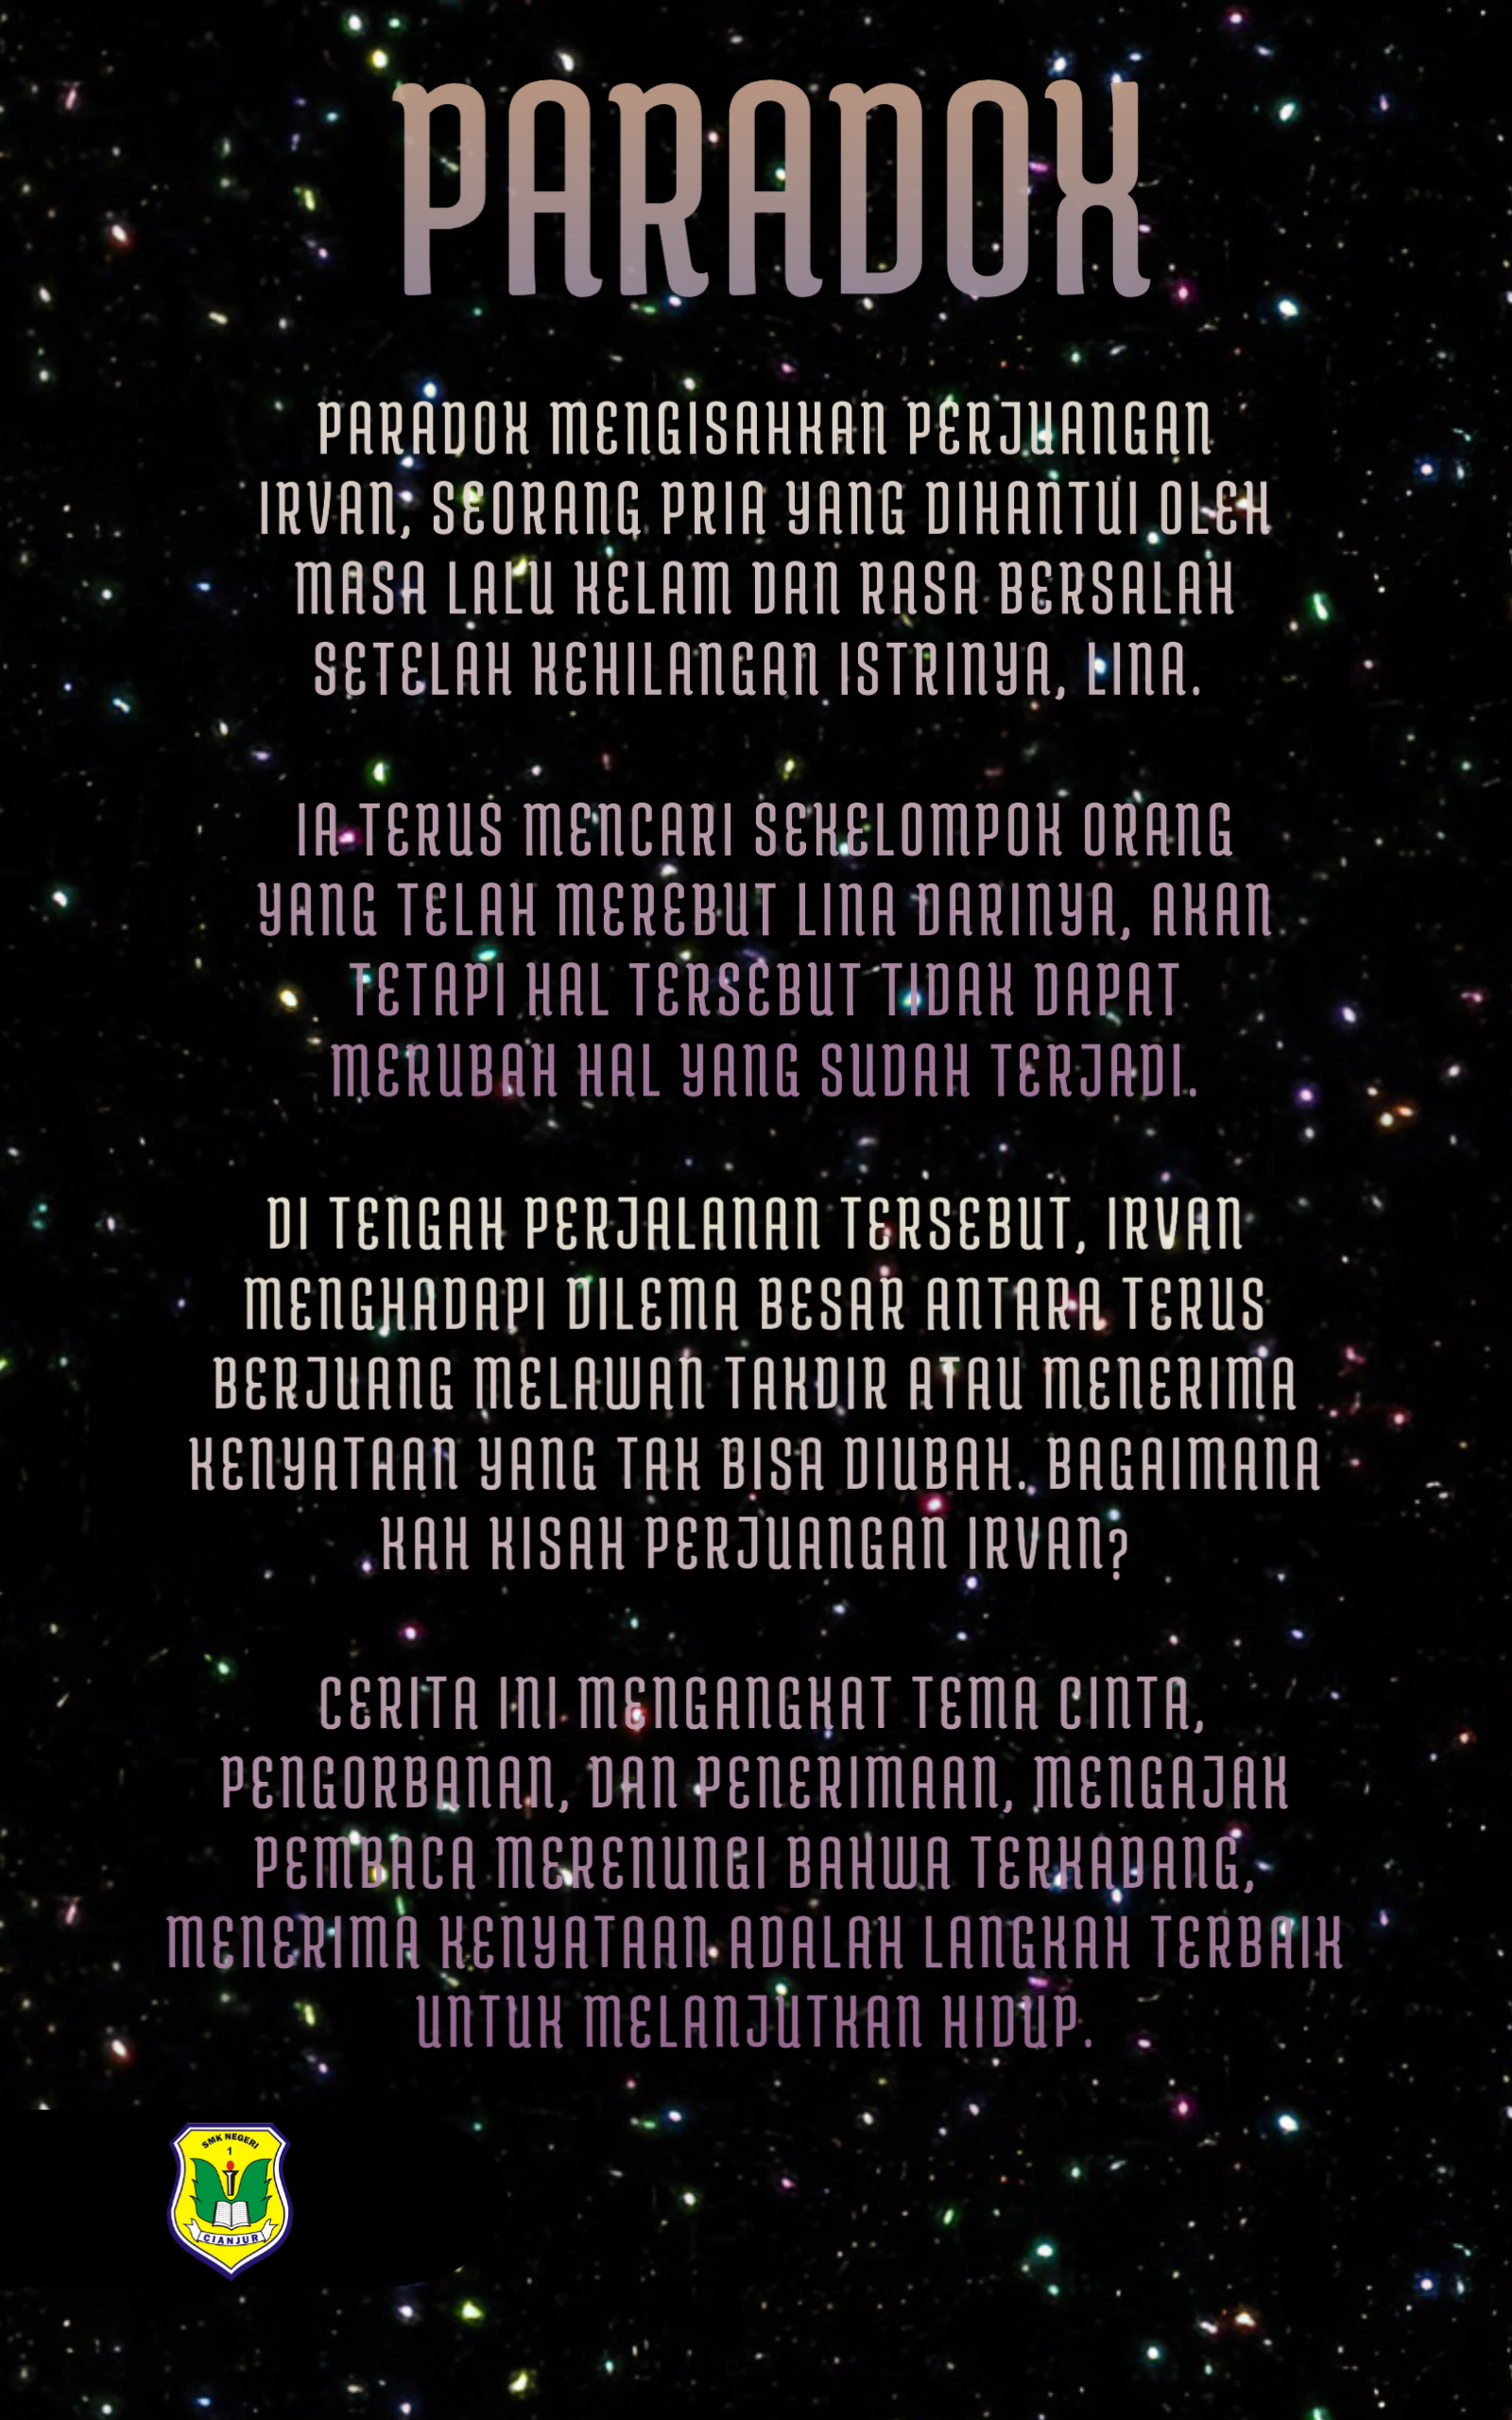 PARADOX
PARADOX MENGISAHKAN PERJUANGAN
IRVAN, SEORANG PRIA YANG DIHANTUI OLEH
MASA LALU KELAM DAN RASA BERSALAH
SETELAH KEHILANGAN ISTRINYA, LINA.
IA TERUS MENCARI SEKELOMPOK ORANG
YANG TELAH MEREBUT LINA DARINYA, AKAN
TETAPI HAL TERSEBUT TIDAK DAPAT
MERUBAH HAL YANG SUDAH TERJADI.
DI TENGAH PERJALANAN TERSEBUT, IRVAN
MENGHADAPI DILEMA BESAR ANTARA TERUS
BERJUANG MELAWAN TAKDIR ATAU MENERIMA
KENYATAAN YANG TAK BISA DIUBAH. BAGAIMANA
KAH KISAH PERJUANGAN IRVAN?
CERITA INI MENGANGKAT TEMA CINTA,
PENGORBANAN, DAN PENERIMAAN, MENGAJAK
PEMBACA MERENUNGI BAHWA TERKADANG,
MENERIMA KENYATAAN ADALAH LANGKAH TERBAIK
UNTUK MELANJUTKAN HIDUP.
SMK NEGERI
1
CIANJUR